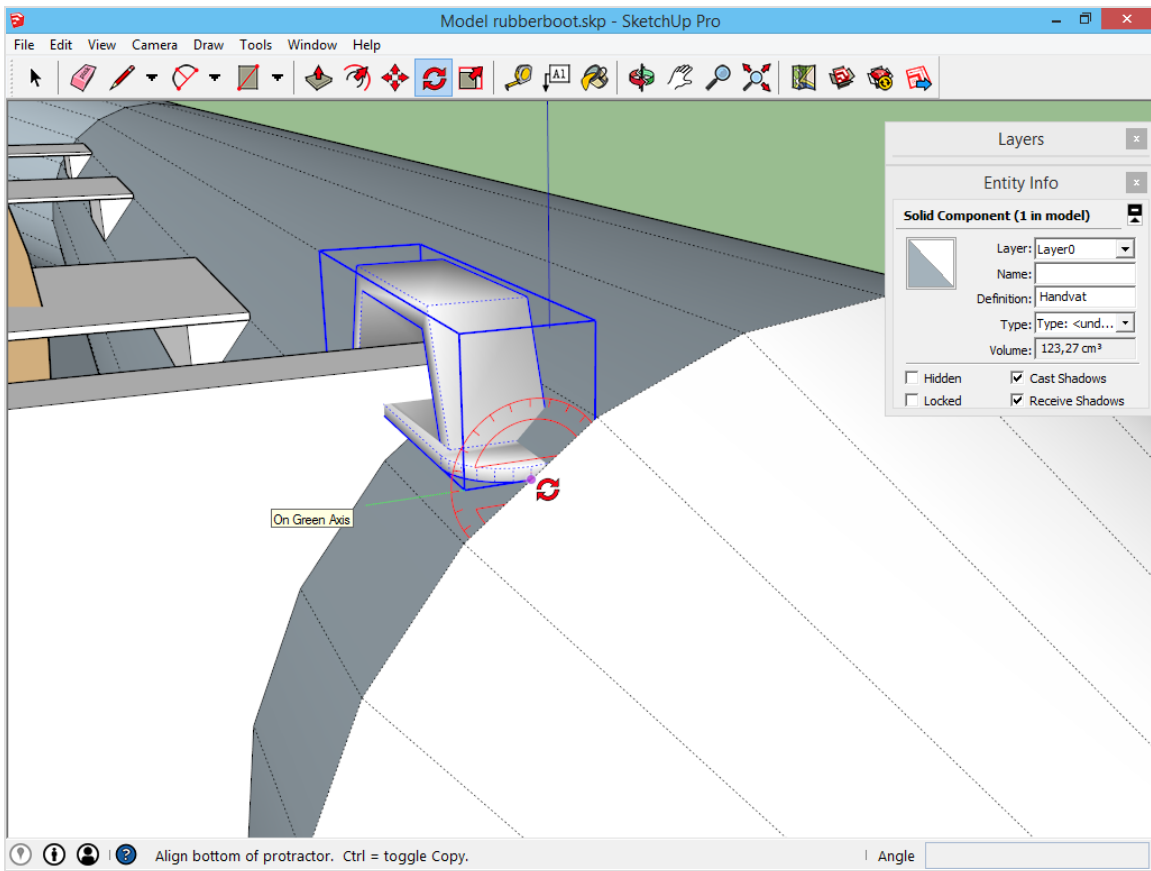 Model rubberboot.skp - SketchUp Pro
File Edit View Camera Draw Tools Window Help
A1
Layers
Entity Info
Solid Component (1 in model)
Layer: Layer0
Name:
Definition: Handvat
Type: Type: <und...
Volume: 123,27 cm³
Hidden Cast Shadows
Locked Receive Shadows
On Green Axis
Align bottom of protractor. Ctrl = toggle Copy.
Angle